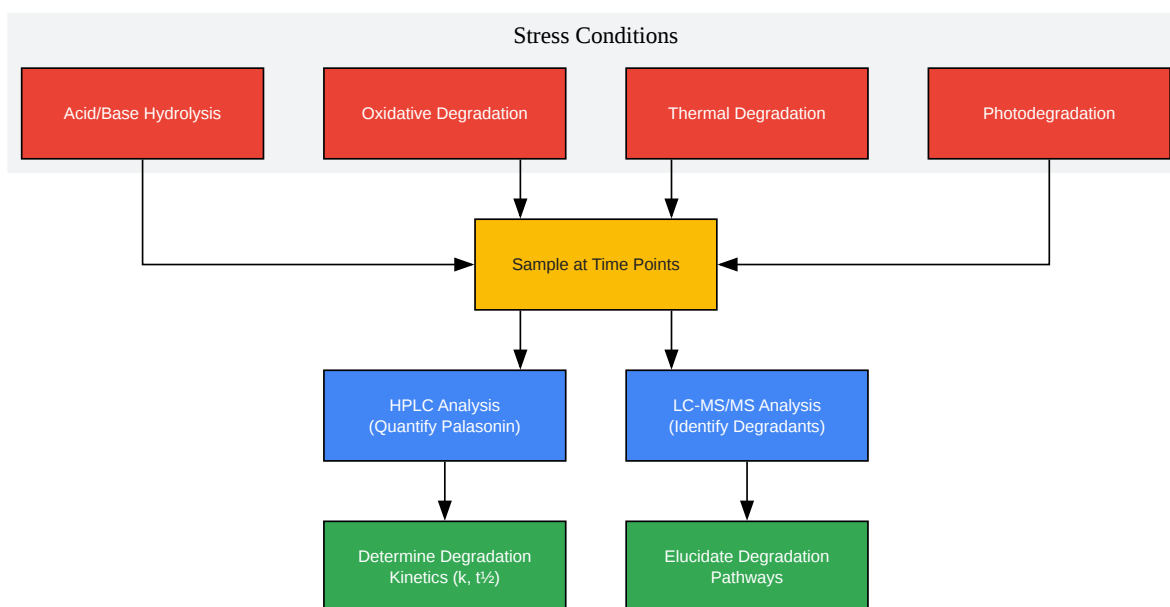 Stress Conditions
Acid/Base Hydrolysis
Oxidative Degradation
Thermal Degradation
Photodegradation
Sample at Time Points
HPLC Analysis
(Quantify Palasonin)
LC-MS/MS Analysis
(Identify Degradants)
Determine Degradation
Kinetics (k, t½)
Elucidate Degradation
Pathways